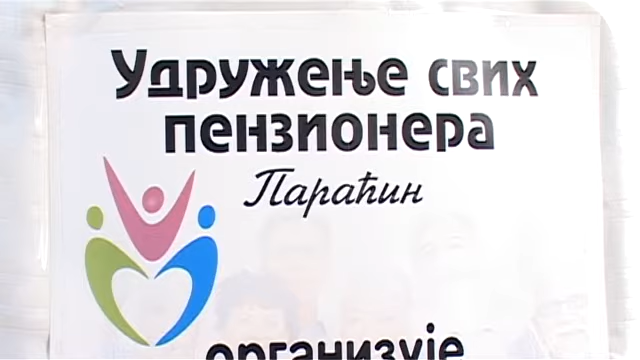 Удружење свих
пензионера
Параћин
организује